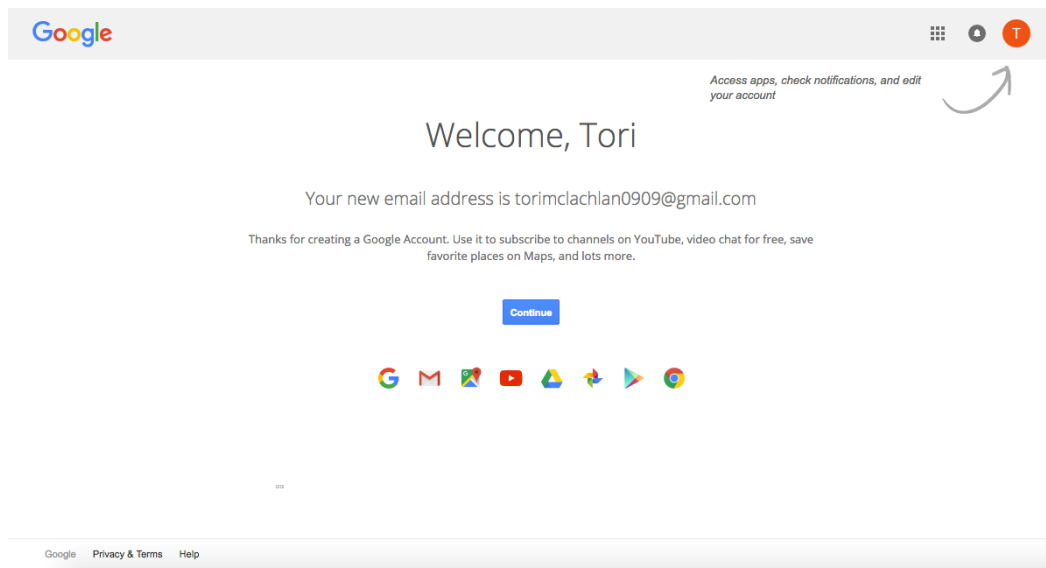 Google
T
Access apps, check notifications, and edit
your account
Welcome, Tori
Your new email address is torimclachlan0909@gmail.com
Thanks for creating a Google Account. Use it to subscribe to channels on YouTube, video chat for free, save
favorite places on Maps, and lots more.
Continue
Google Privacy & Terms Help